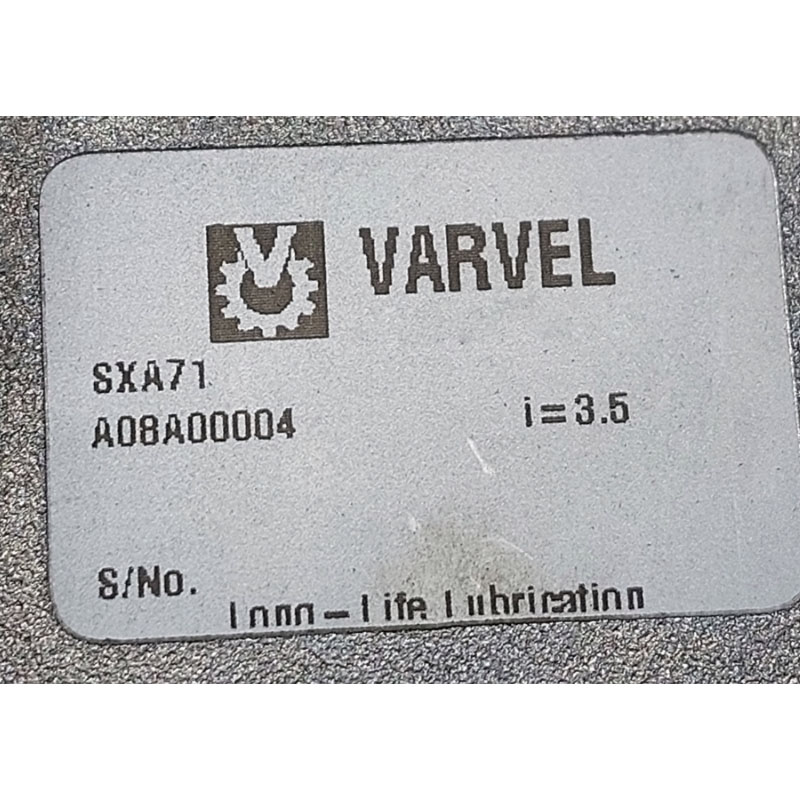 VARVEL
SXA71
A08A00004 i=3.5
S/No.
Long-Life Lubrication